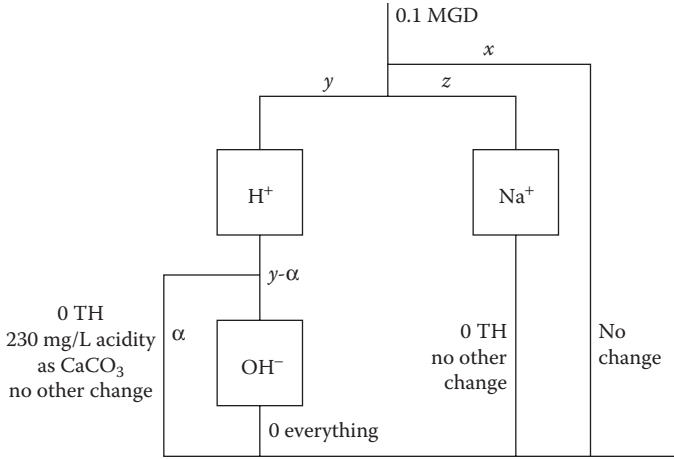 0.1 MGD
x
y
z
H⁺
Na⁺
y-α
0 TH
230 mg/L acidity
as CaCO₃
no other change
α
OH⁻
0 TH
no other
change
No
change
0 everything